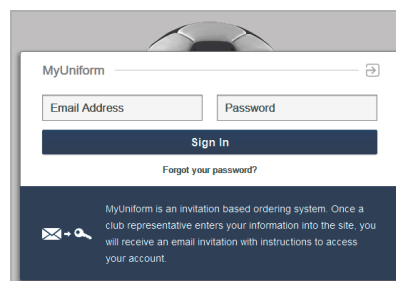 MyUniform
Email Address
Password
Sign In
Forgot your password?
MyUniform is an invitation based ordering system. Once a
club representative enters your information into the site, you
will receive an email invitation with instructions to access
your account.